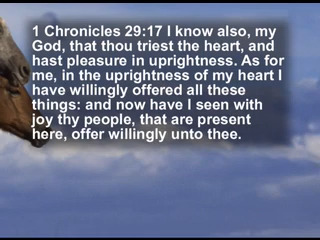 1 Chronicles 29:17 I know also, my
God, that thou triest the heart, and
hast pleasure in uprightness. As for
me, in the uprightness of my heart I
have willingly offered all these
things: and now have I seen with
joy thy people, that are present
here, offer willingly unto thee.